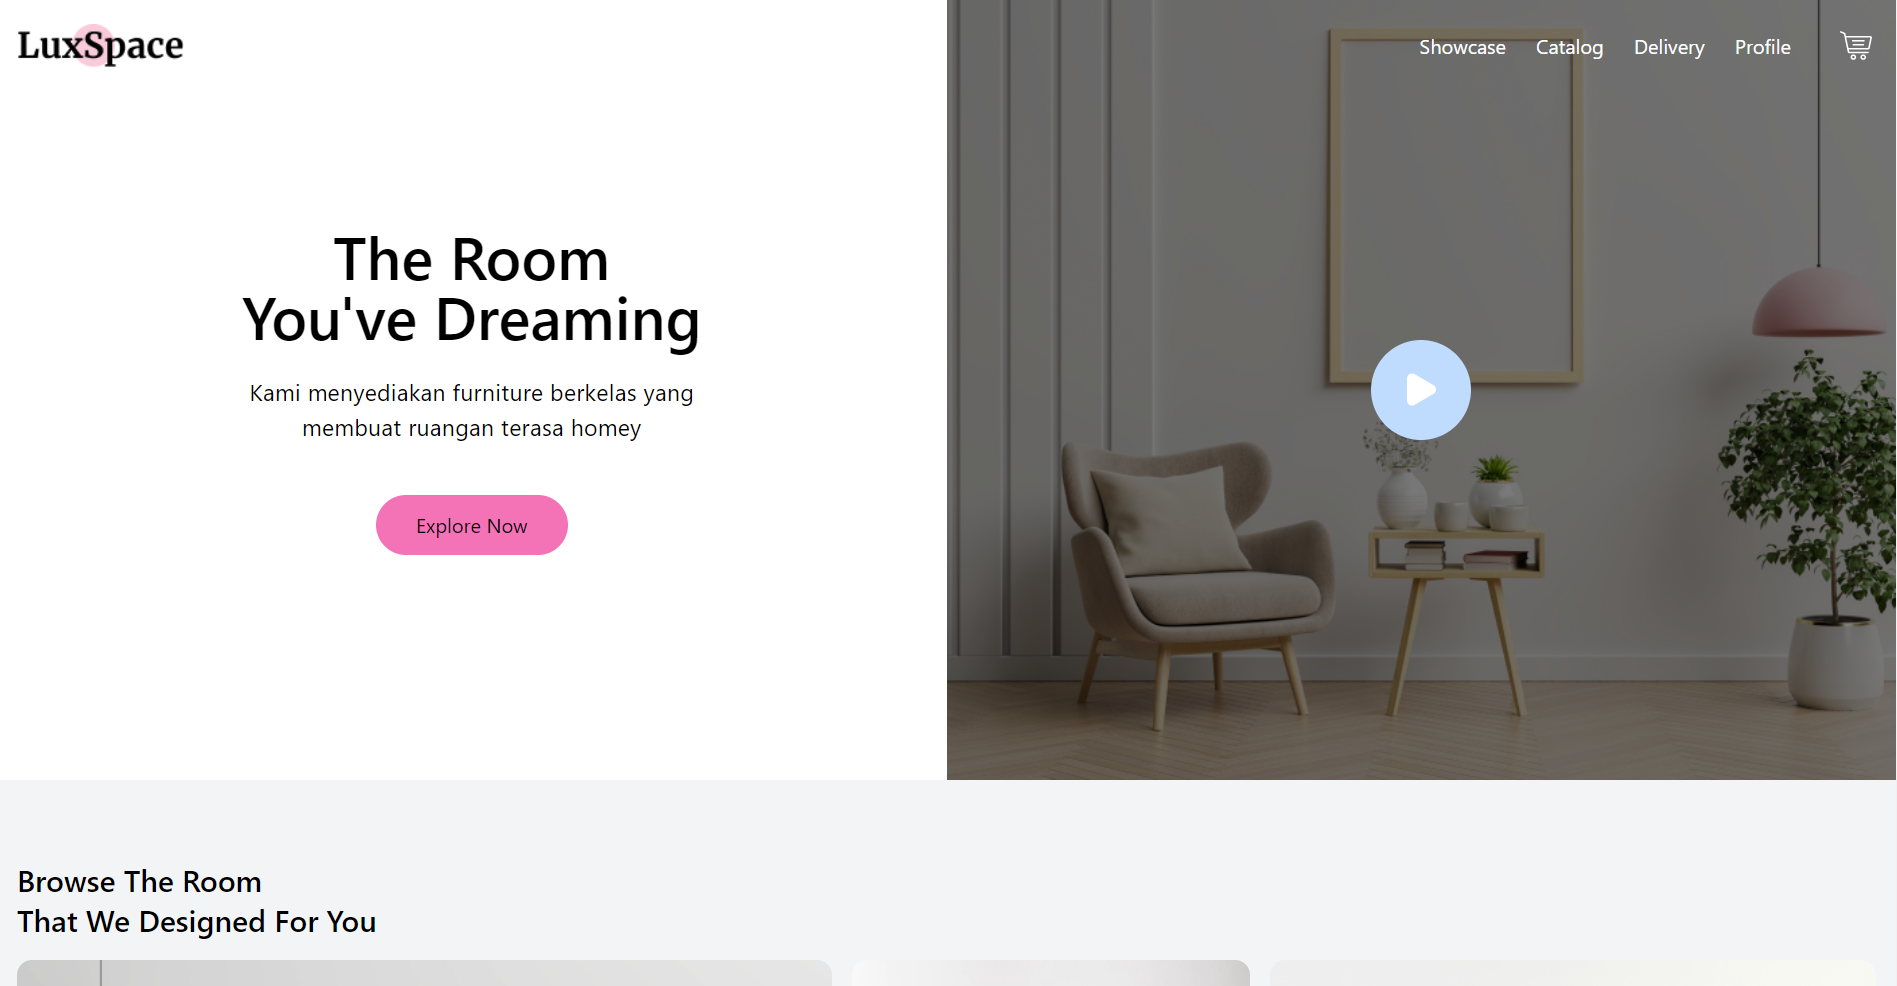 LuxSpace
Showcase Catalog Delivery Profile
The Room
You've Dreaming
Kami menyediakan furniture berkelas yang
membuat ruangan terasa homey
Explore Now
Browse The Room
That We Designed For You